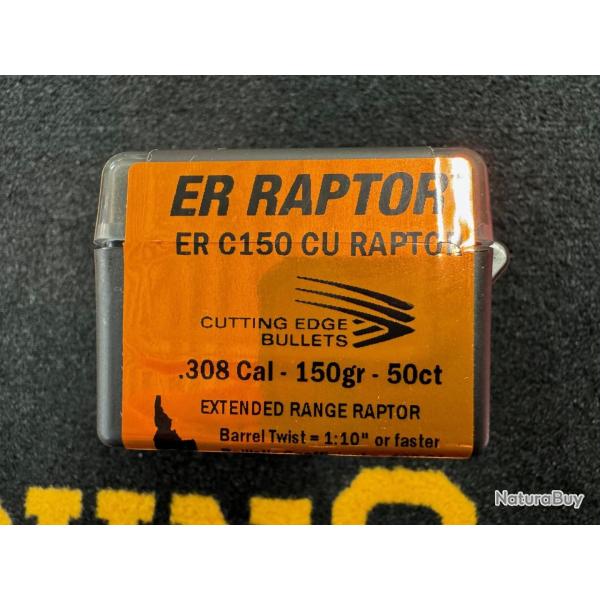 ER RAPTOR
ER C150 CU RAPTOR
CUTTING EDGE
BULLETS
.308 Cal - 150gr - 50ct
EXTENDED RANGE RAPTOR
Barrel Twist = 1:10" or faster
NaturaBuy